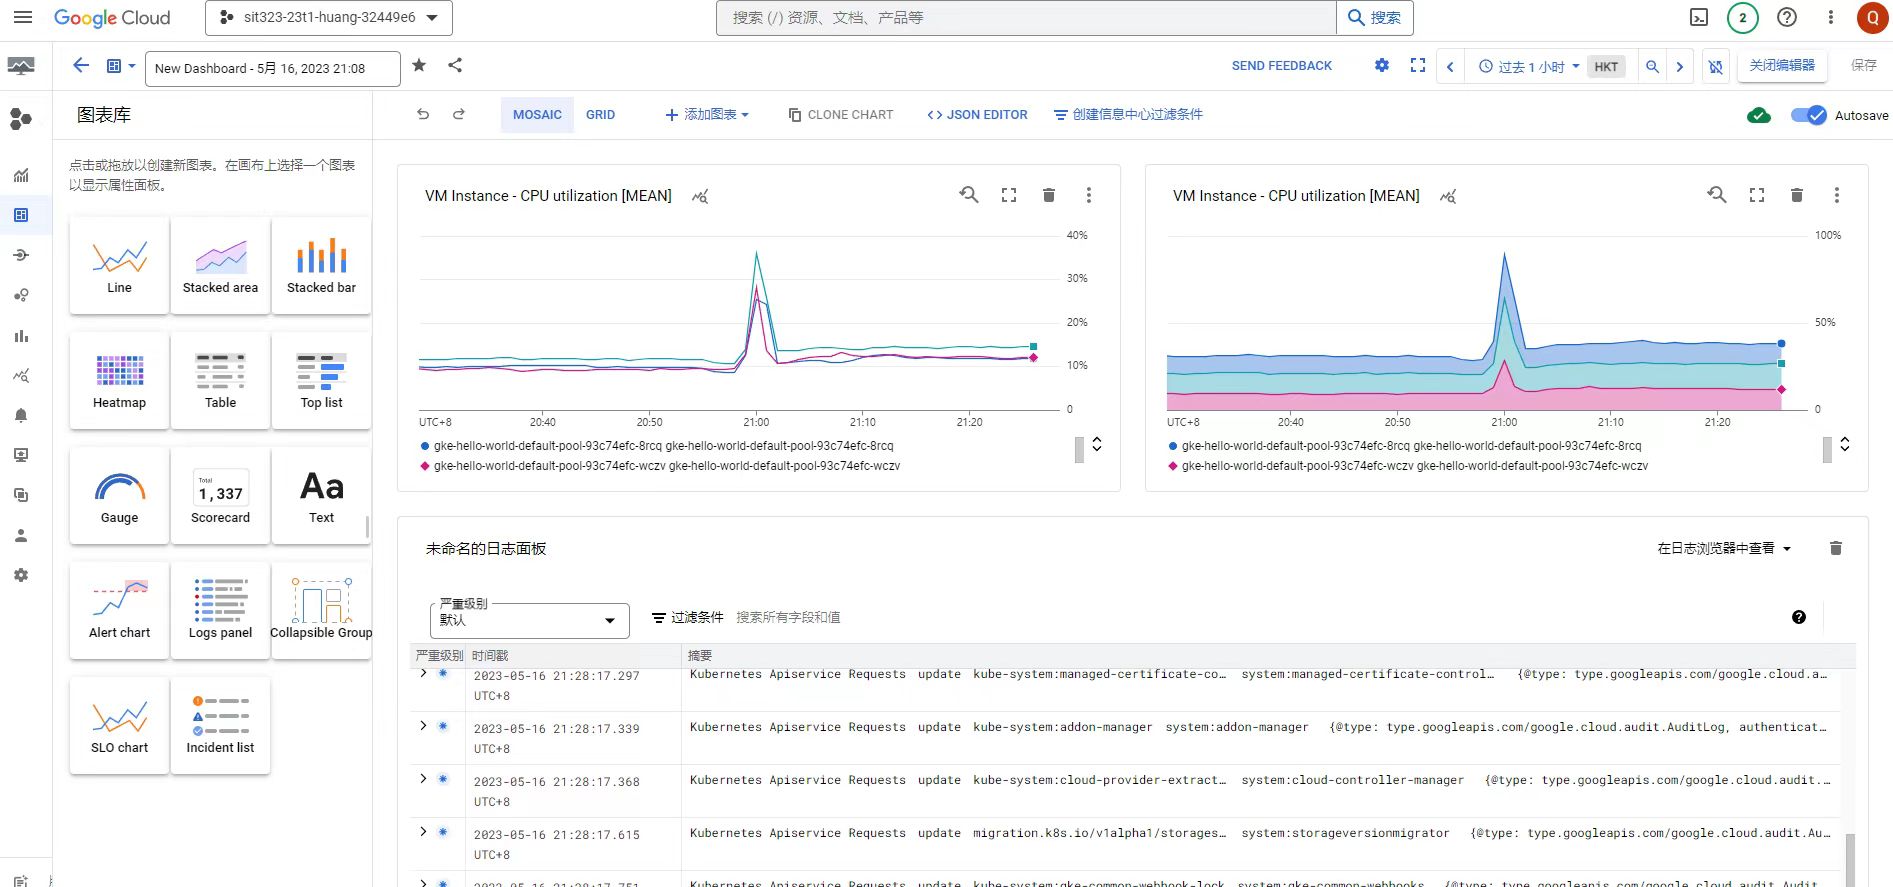 Google Cloud
sit323-23t1-huang-32449e6
搜索 (/) 资源、文档、产品等
搜索
2
Q
New Dashboard - 5月 16, 2023 21:08
SEND FEEDBACK
过去 1 小时
HKT
关闭编辑器
保存
图表库
MOSAIC
GRID
添加图表
CLONE CHART
JSON EDITOR
创建信息中心过滤条件
Autosave
点击或拖放以创建新图表。在画布上选择一个图表
以显示属性面板。
Line
Stacked area
Stacked bar
Heatmap
Table
Top list
Total
1,337
Aa
Gauge
Scorecard
Text
Alert chart
Logs panel
Collapsible Group
SLO chart
Incident list
VM Instance - CPU utilization [MEAN]
40%
30%
20%
10%
0
UTC+8
20:40
20:50
21:00
21:10
21:20
gke-hello-world-default-pool-93c74efc-8rcq gke-hello-world-default-pool-93c74efc-8rcq
gke-hello-world-default-pool-93c74efc-wczv gke-hello-world-default-pool-93c74efc-wczv
VM Instance - CPU utilization [MEAN]
100%
50%
0
UTC+8
20:40
20:50
21:00
21:10
21:20
gke-hello-world-default-pool-93c74efc-8rcq gke-hello-world-default-pool-93c74efc-8rcq
gke-hello-world-default-pool-93c74efc-wczv gke-hello-world-default-pool-93c74efc-wczv
未命名的日志面板
在日志浏览器中查看
严重级别
默认
过滤条件
搜索所有字段和值
严重级别 时间戳 摘要
2023-05-16 21:28:17.297 Kubernetes Apiservice Requests update kube-system:managed-certificate-co… system:managed-certificate-control… {@type: type.googleapis.com/google.cloud.a…
UTC+8
2023-05-16 21:28:17.339 Kubernetes Apiservice Requests update kube-system:addon-manager system:addon-manager {@type: type.googleapis.com/google.cloud.audit.AuditLog, authenticat…
UTC+8
2023-05-16 21:28:17.368 Kubernetes Apiservice Requests update kube-system:cloud-provider-extract… system:cloud-controller-manager {@type: type.googleapis.com/google.cloud.audit.…
UTC+8
2023-05-16 21:28:17.615 Kubernetes Apiservice Requests update migration.k8s.io/v1alpha1/storages… system:storageversionmigrator {@type: type.googleapis.com/google.cloud.audit.Au…
UTC+8
2023-05-16 21:28:17.751 Kubernetes Apiservice Requests update gke-common-webhook-lock system:gke-common-webhooks {@type: type.googleapis.com/google.cloud.audit.Audit…